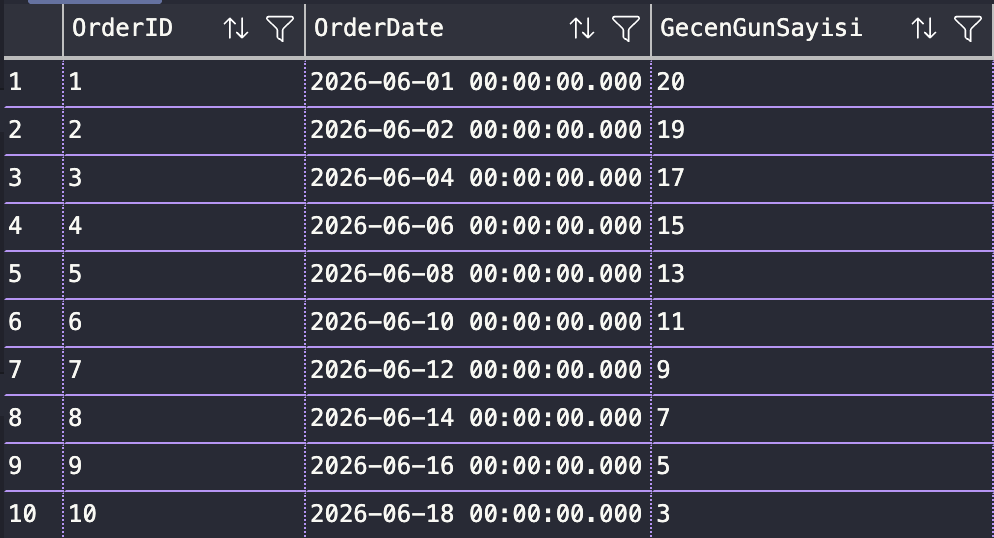 OrderID OrderDate GecenGunSayisi
1 1 2026-06-01 00:00:00.000 20
2 2 2026-06-02 00:00:00.000 19
3 3 2026-06-04 00:00:00.000 17
4 4 2026-06-06 00:00:00.000 15
5 5 2026-06-08 00:00:00.000 13
6 6 2026-06-10 00:00:00.000 11
7 7 2026-06-12 00:00:00.000 9
8 8 2026-06-14 00:00:00.000 7
9 9 2026-06-16 00:00:00.000 5
10 10 2026-06-18 00:00:00.000 3